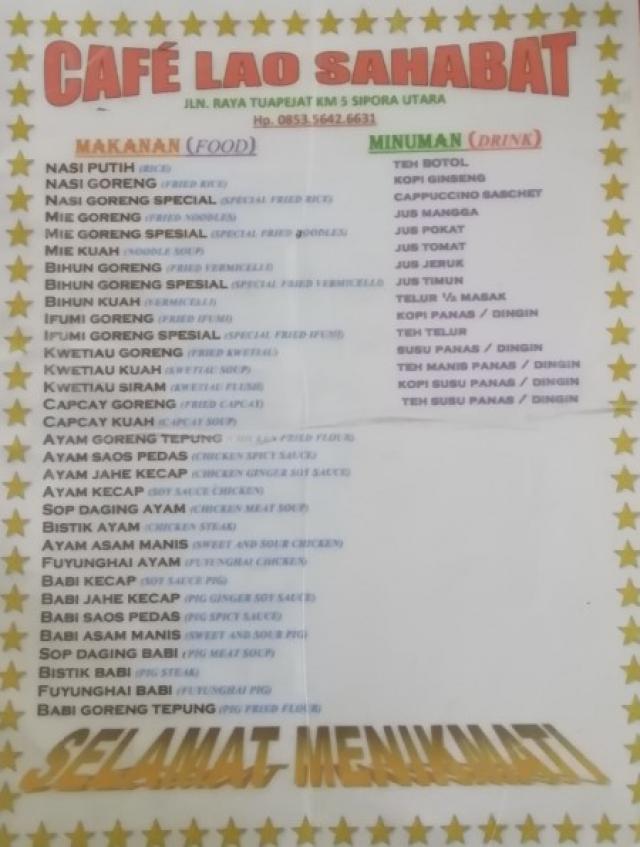 CAFÉ LAO SAHABAT
JLN. RAYA TUAPEJAT KM 5 SIPORA UTARA
Hp. 0853.5642.6631
MAKANAN (FOOD)
NASI PUTIH (RICE)
NASI GORENG (FRIED RICE)
NASI GORENG SPECIAL (SPECIAL FRIED RICE)
MIE GORENG (FRIED NOODLES)
MIE GORENG SPESIAL (SPECIAL FRIED gOODLES)
MIE KUAH (NOODLE SOUP)
BIHUN GORENG (FRIED VERMICELLI)
BIHUN GORENG SPESIAL (SPECIAL FRIED VERMICELLI)
BIHUN KUAH (VERMICELLI)
IFUMI GORENG (FRIED IFUMI)
IFUMI GORENG SPESIAL (SPECIAL FRIED IFUMI)
KWETIAU GORENG (FRIED KWETIAU)
KWETIAU KUAH (KWETIAU SOUP)
KWETIAU SIRAM (KWETIAU FLUSH)
CAPCAY GORENG (FRIED CAPCAY)
CAPCAY KUAH (CAPCAY SOUP)
AYAM GORENG TEPUNG FRIED FLOUR)
AYAM SAOS PEDAS (CHICKEN SPICY SAUCE)
AYAM JAHE KECAP (CHICKEN GINGER SOY SAUCE)
AYAM KECAP (SOY SAUCE CHICKEN)
SOP DAGING AYAM (CHICKEN MEAT SOUP)
BISTIK AYAM (CHICKEN STEAK)
AYAM ASAM MANIS (SWEET AND SOUR CHICKEN)
FUYUNGHAI AYAM (FUYUNGHAI CHICKEN)
BABI KECAP (SOY SAUCE PIG)
BABI JAHE KECAP (PIG GINGER SOY SAUCE)
BABI SAOS PEDAS (PIG SPICY SAUCE)
BABI ASAM MANIS (SWEET AND SOUR PIG)
SOP DAGING BABI (PIG MEAT SOUP)
BISTIK BABI (PIG STEAK)
FUYUNGHAI BABI (FUYUNGHAI PIG)
BABI GORENG TEPUNG (PIG FRIED FLOUR)
MINUMAN (DRINK)
TEH BOTOL
KOPI GINSENG
CAPPUCCINO SASCHET
JUS MANGGA
JUS POKAT
JUS TOMAT
JUS JERUK
JUS TIMUN
TELUR ½ MASAK
KOPI PANAS / DINGIN
TEH TELUR
SUSU PANAS / DINGIN
TEH MANIS PANAS / DINGIN
KOPI SUSU PANAS / DINGIN
TEH SUSU PANAS / DINGIN
SELAMAT MENIKMATI